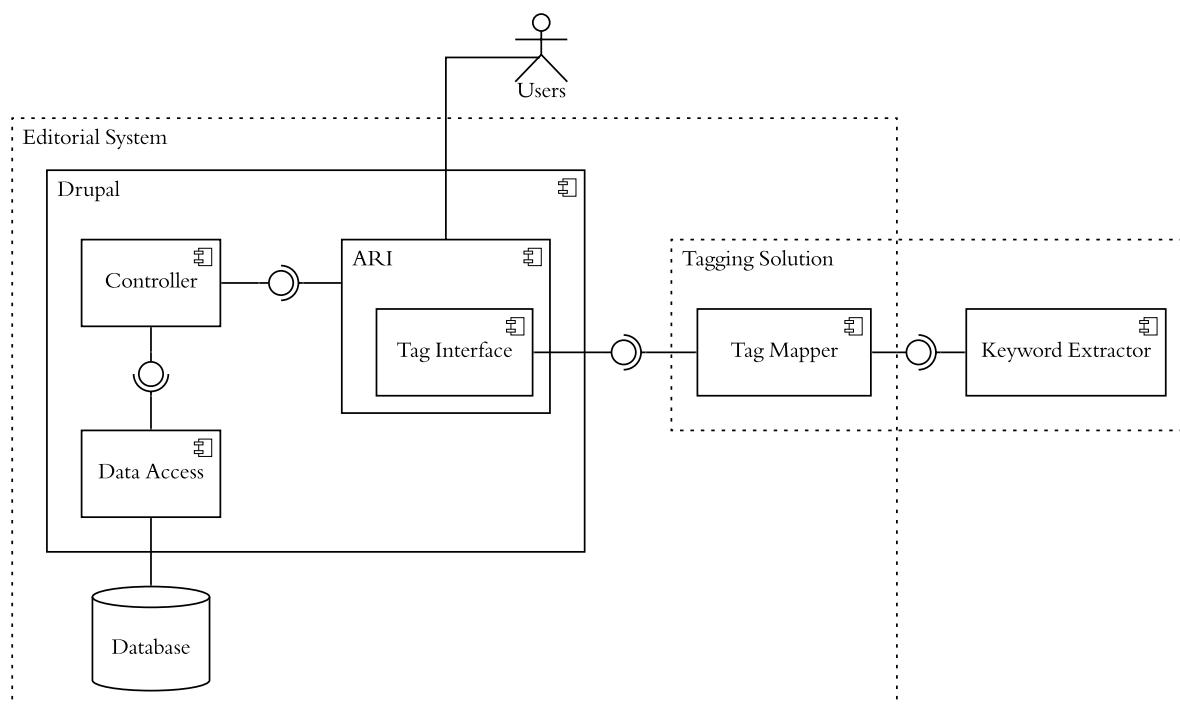 Users
Editorial System
Drupal
ARI
Tagging Solution
Controller
Tag Interface
Tag Mapper
Keyword Extractor
Data Access
Database